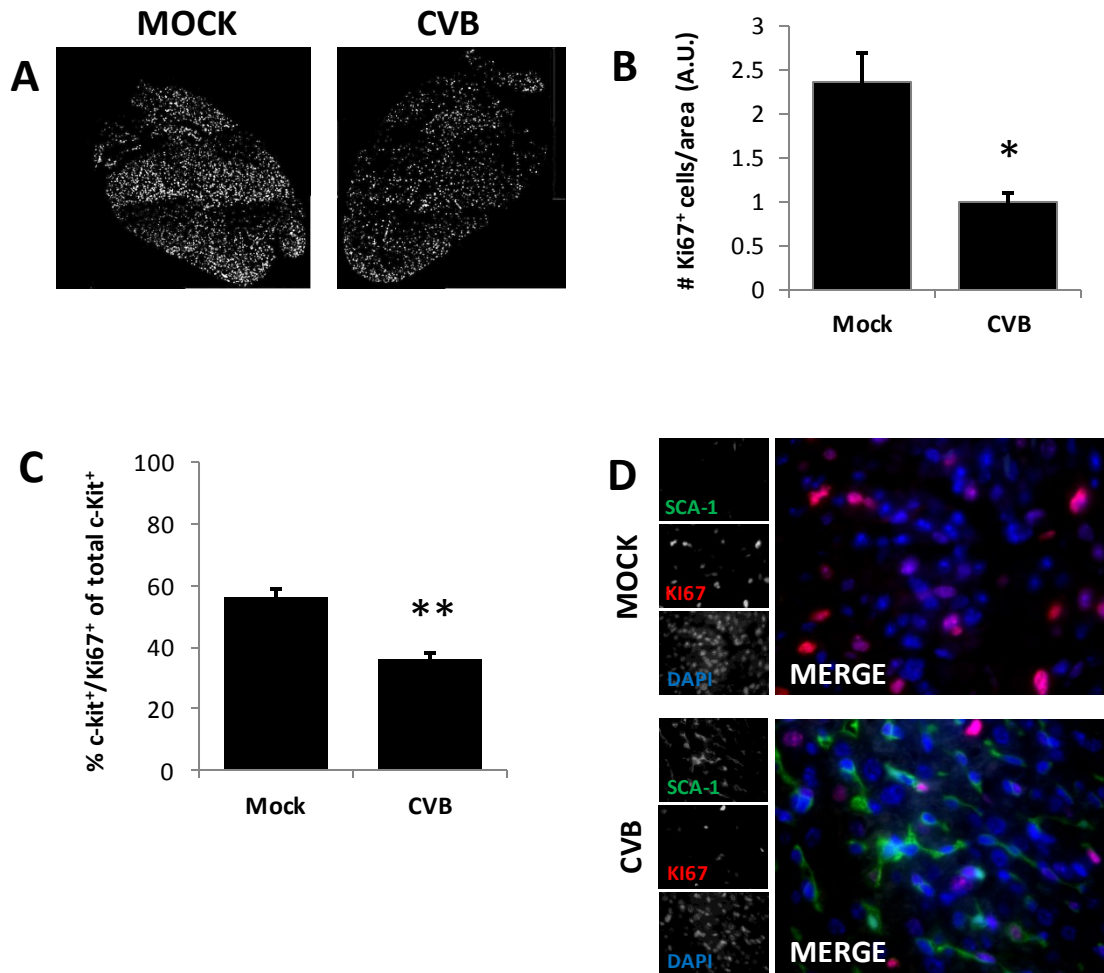 MOCK
CVB
A
B
# Ki67⁺ cells/area (A.U.)
3
2.5
2
1.5
1
0.5
0
*
Mock
CVB
C
% c-kit⁺/Ki67⁺ of total c-Kit⁺
100
80
60
40
20
0
**
Mock
CVB
D
MOCK
SCA-1
KI67
DAPI
MERGE
CVB
SCA-1
KI67
DAPI
MERGE